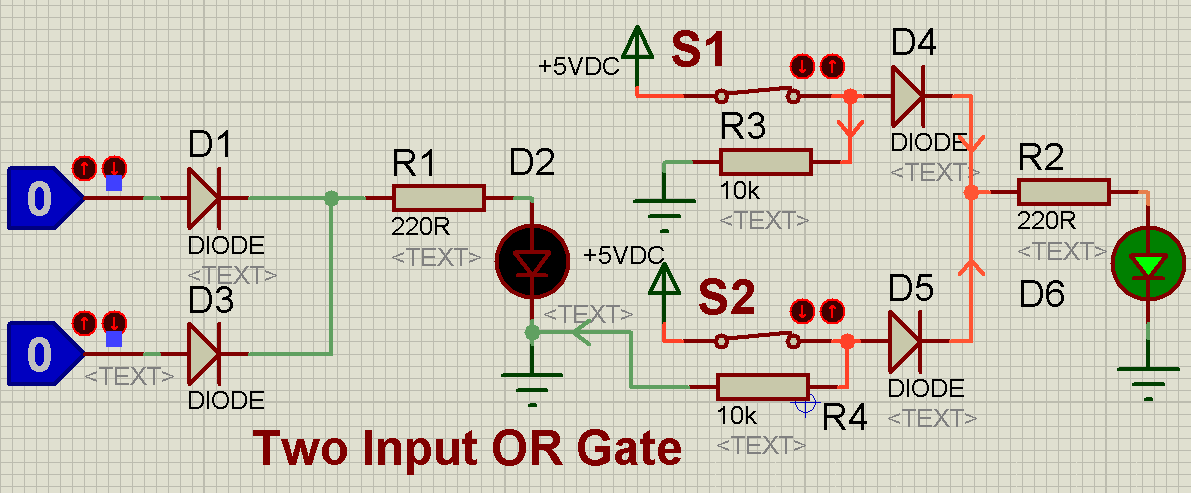 S1
+5VDC
D4
R3
DIODE
<TEXT>
10k
<TEXT>
D1
0
DIODE
<TEXT>
R1
220R
<TEXT>
D2
<TEXT>
R2
220R
<TEXT>
D6
+5VDC
S2
D5
DIODE
<TEXT>
10k
R4
<TEXT>
D3
0
<TEXT>
DIODE
Two Input OR Gate